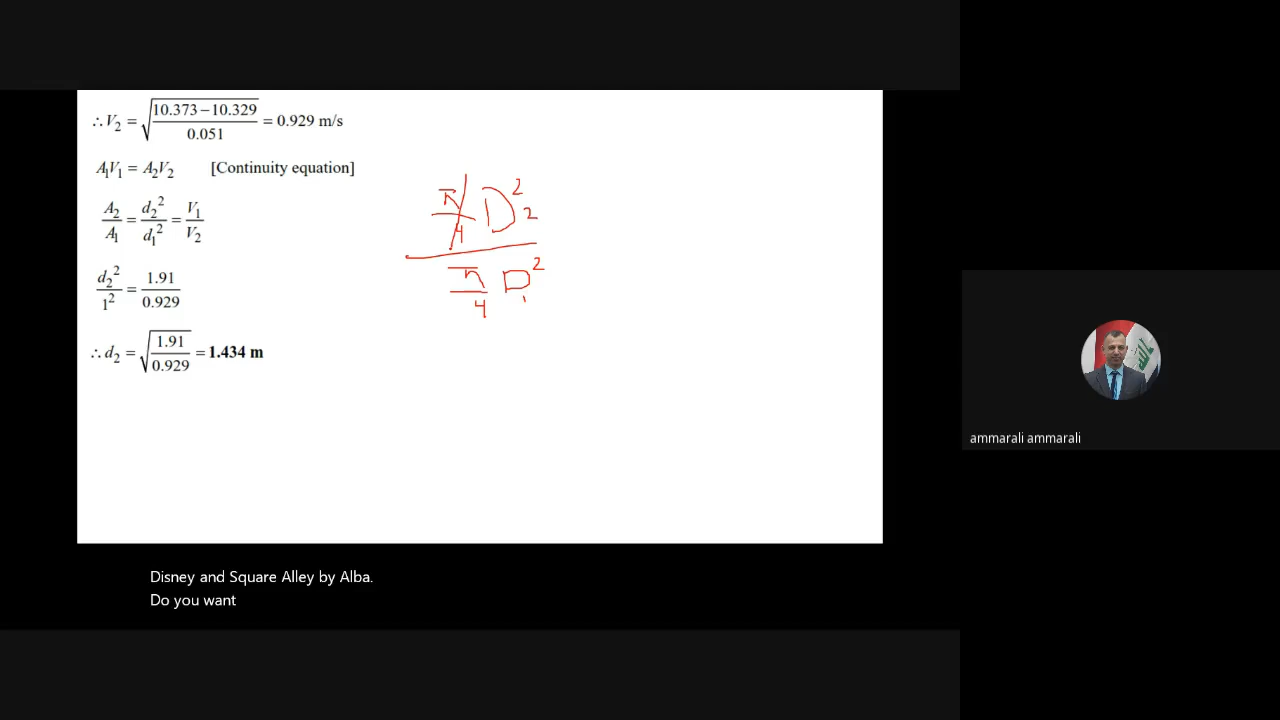 ∴ V₂ = √((10.373 − 10.329)/0.051) = 0.929 m/s
A₁V₁ = A₂V₂ [Continuity equation]
A₂/A₁ = d₂²/d₁² = V₁/V₂
d₂²/1² = 1.91/0.929
∴ d₂ = √(1.91/0.929) = 1.434 m
π/4 D₂²
π/4 D₁²
ammarali ammarali
Disney and Square Alley by Alba.
Do you want